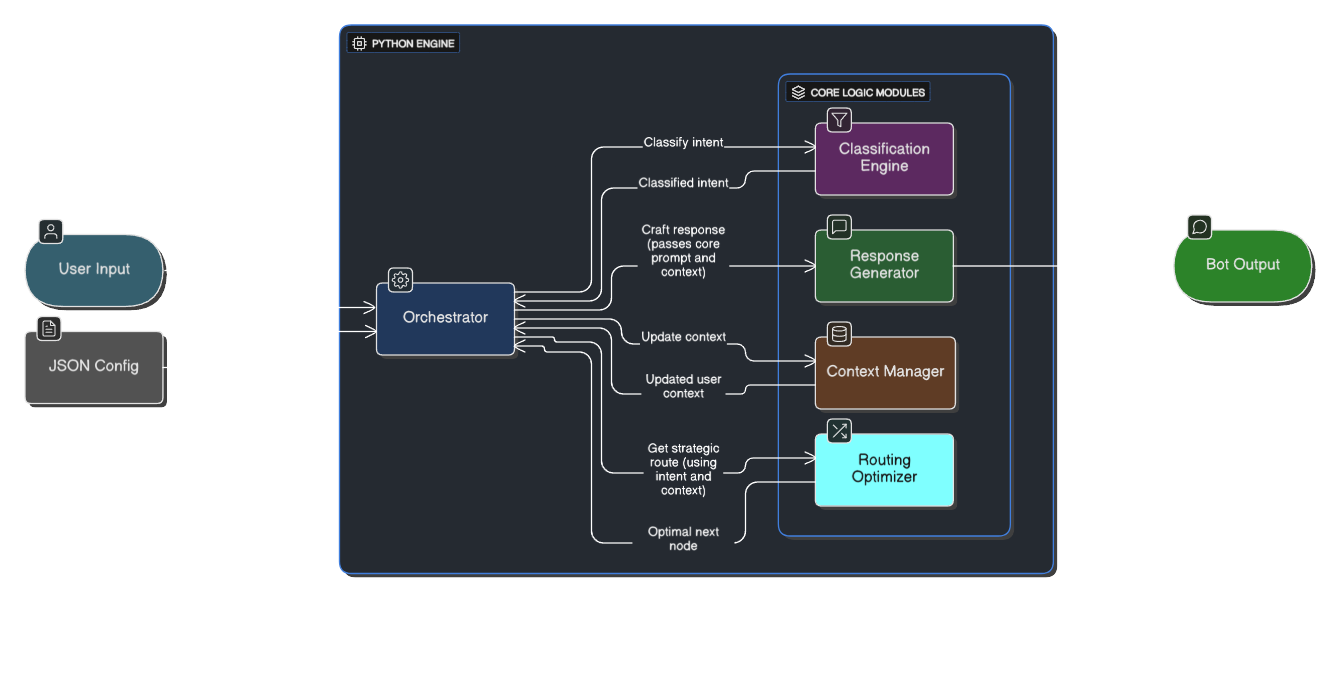 PYTHON ENGINE
CORE LOGIC MODULES
Classify intent
Classification
Engine
Classified intent
Craft response
(passes core
prompt and
context)
Response
Generator
User Input
Bot Output
Orchestrator
JSON Config
Update context
Context Manager
Updated user
context
Get strategic
route (using
intent and
context)
Routing
Optimizer
Optimal next
node